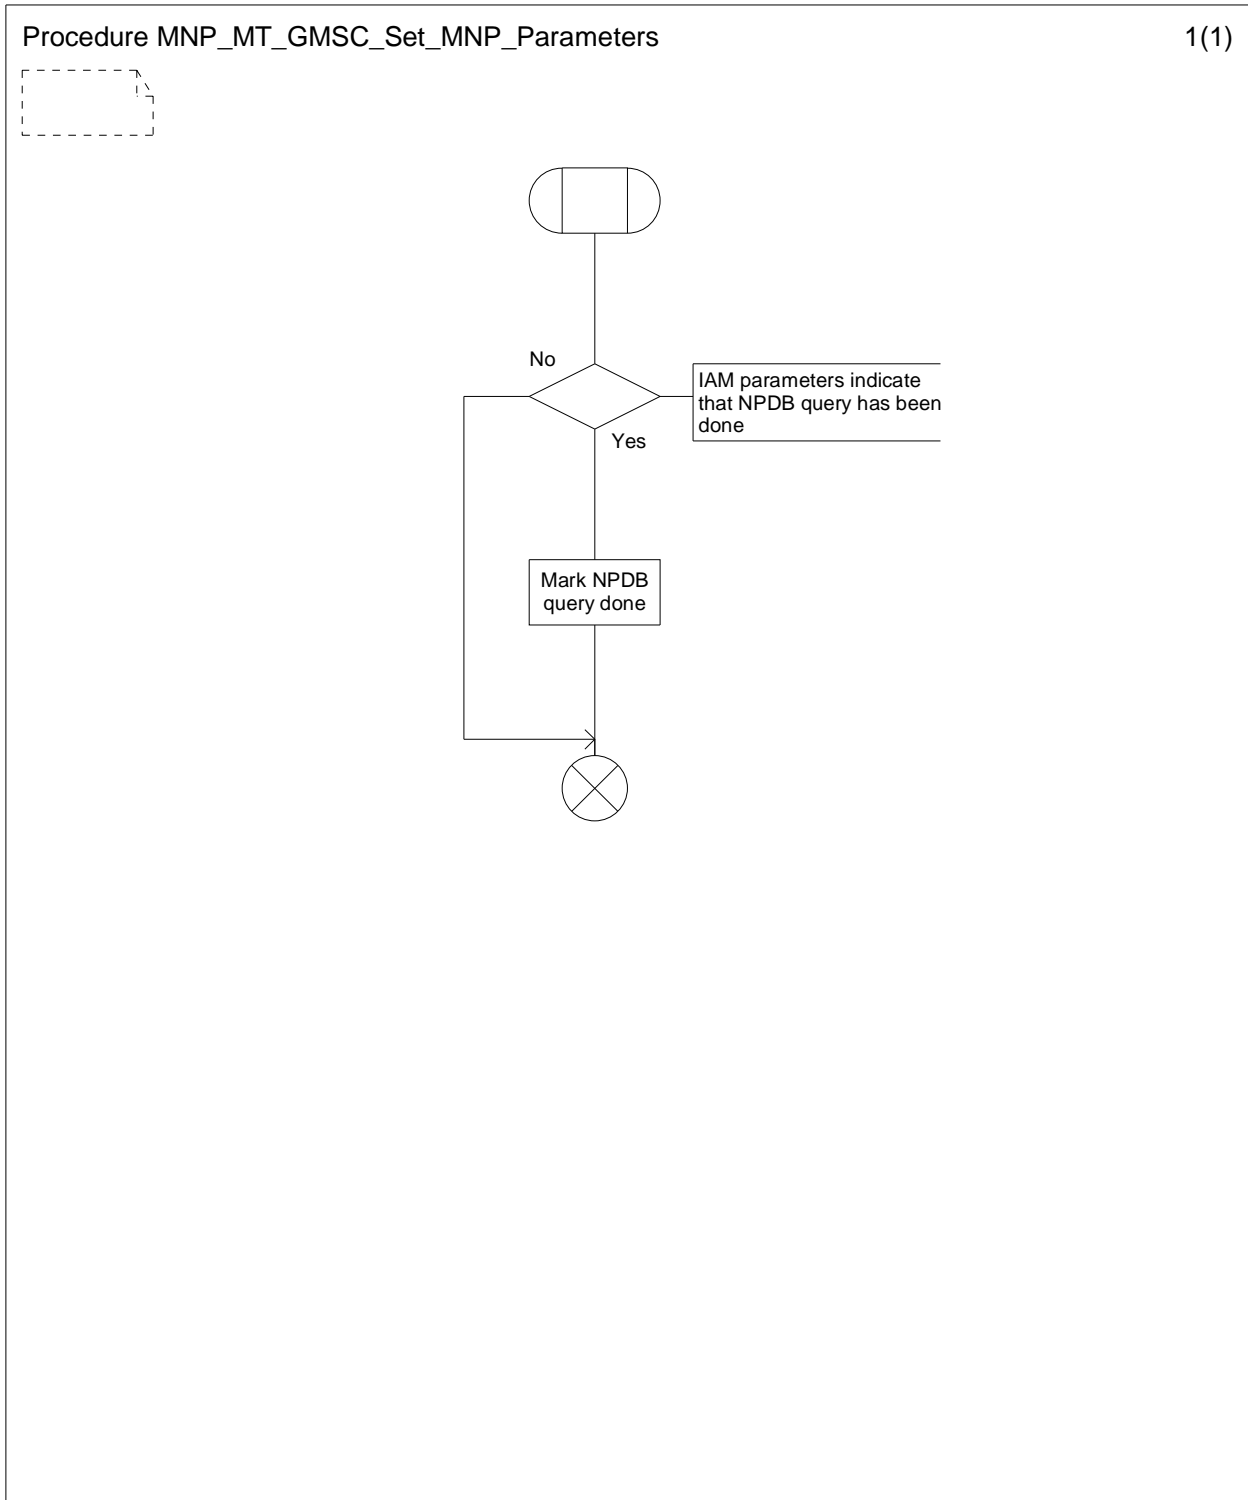 Procedure MNP_MT_GMSC_Set_MNP_Parameters 1(1)
No
IAM parameters indicate
that NPDB query has been
done
Yes
Mark NPDB
query done